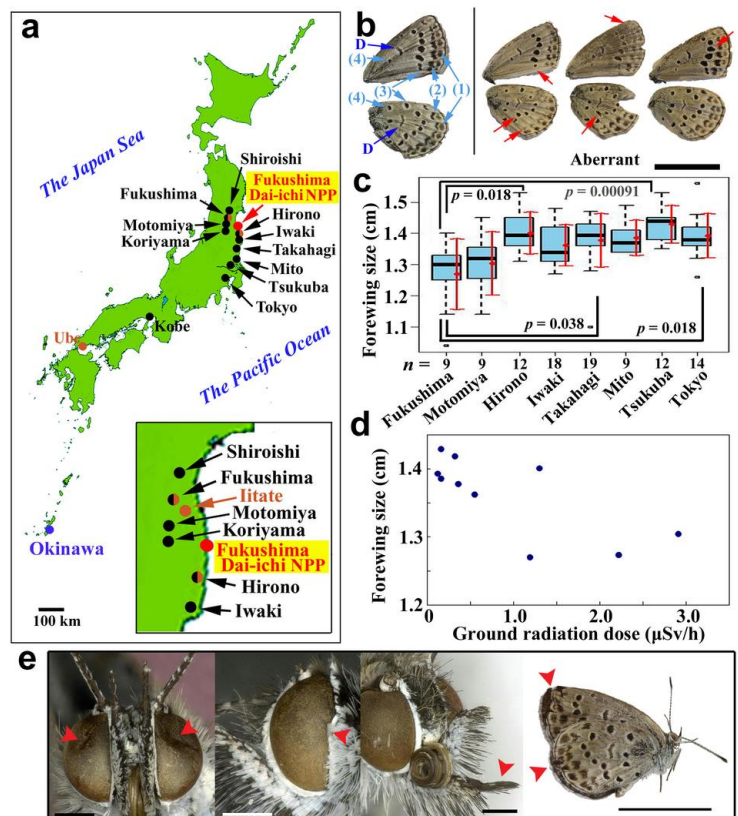 a
The Japan Sea
Shiroishi
Fukushima
Dai-ichi NPP
Fukushima
Hirono
Motomiya
Iwaki
Koriyama
Takahagi
Mito
Tsukuba
Tokyo
Kobe
Ube
The Pacific Ocean
Okinawa
100 km
Shiroishi
Fukushima
Iitate
Motomiya
Koriyama
Fukushima
Dai-ichi NPP
Hirono
Iwaki
b
D
(4)
(3)
(2)
(1)
(4)
D
Aberrant
c
Forewing size (cm)
1.5
1.4
1.3
1.2
1.1
p = 0.018
p = 0.00091
p = 0.038
p = 0.018
n = 9 9 12 18 19 9 12 14
Fukushima
Motomiya
Hirono
Iwaki
Takahagi
Mito
Tsukuba
Tokyo
d
Forewing size (cm)
1.4
1.3
1.2
0 1.0 2.0 3.0
Ground radiation dose (μSv/h)
e